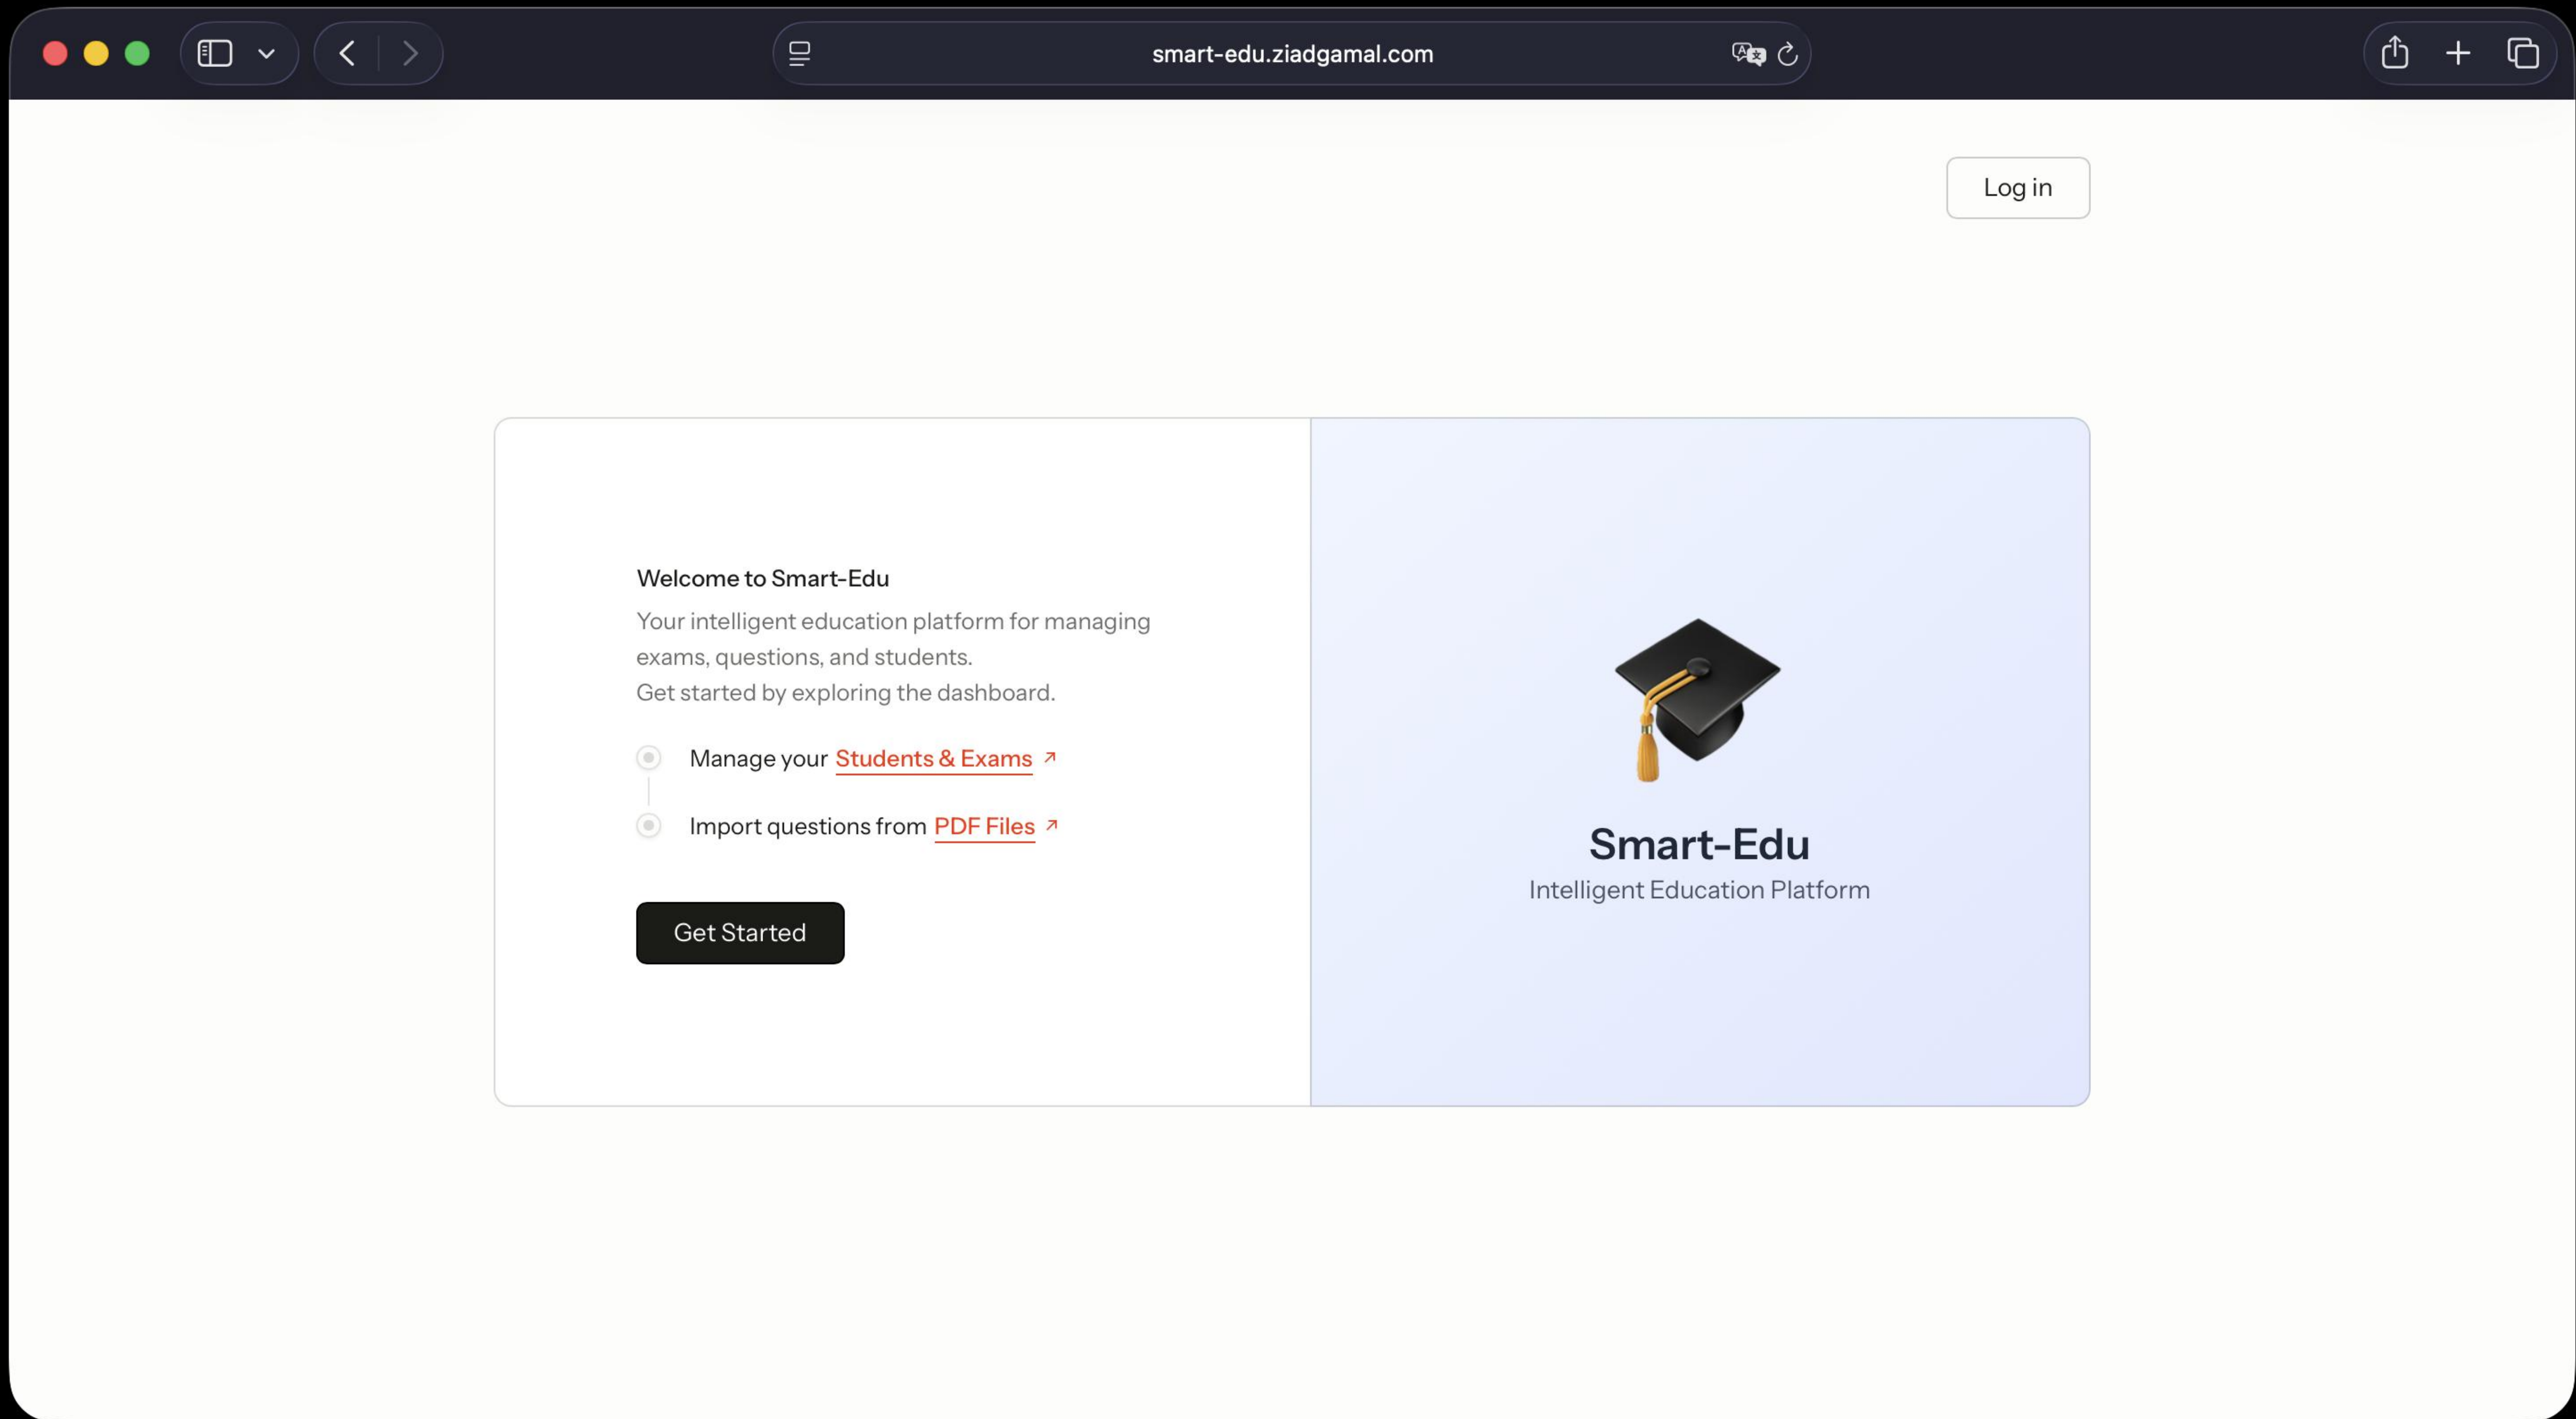 smart-edu.ziadgamal.com
Log in
Welcome to Smart-Edu
Your intelligent education platform for managing
exams, questions, and students.
Get started by exploring the dashboard.
Manage your Students & Exams
Import questions from PDF Files
Get Started
Smart-Edu
Intelligent Education Platform